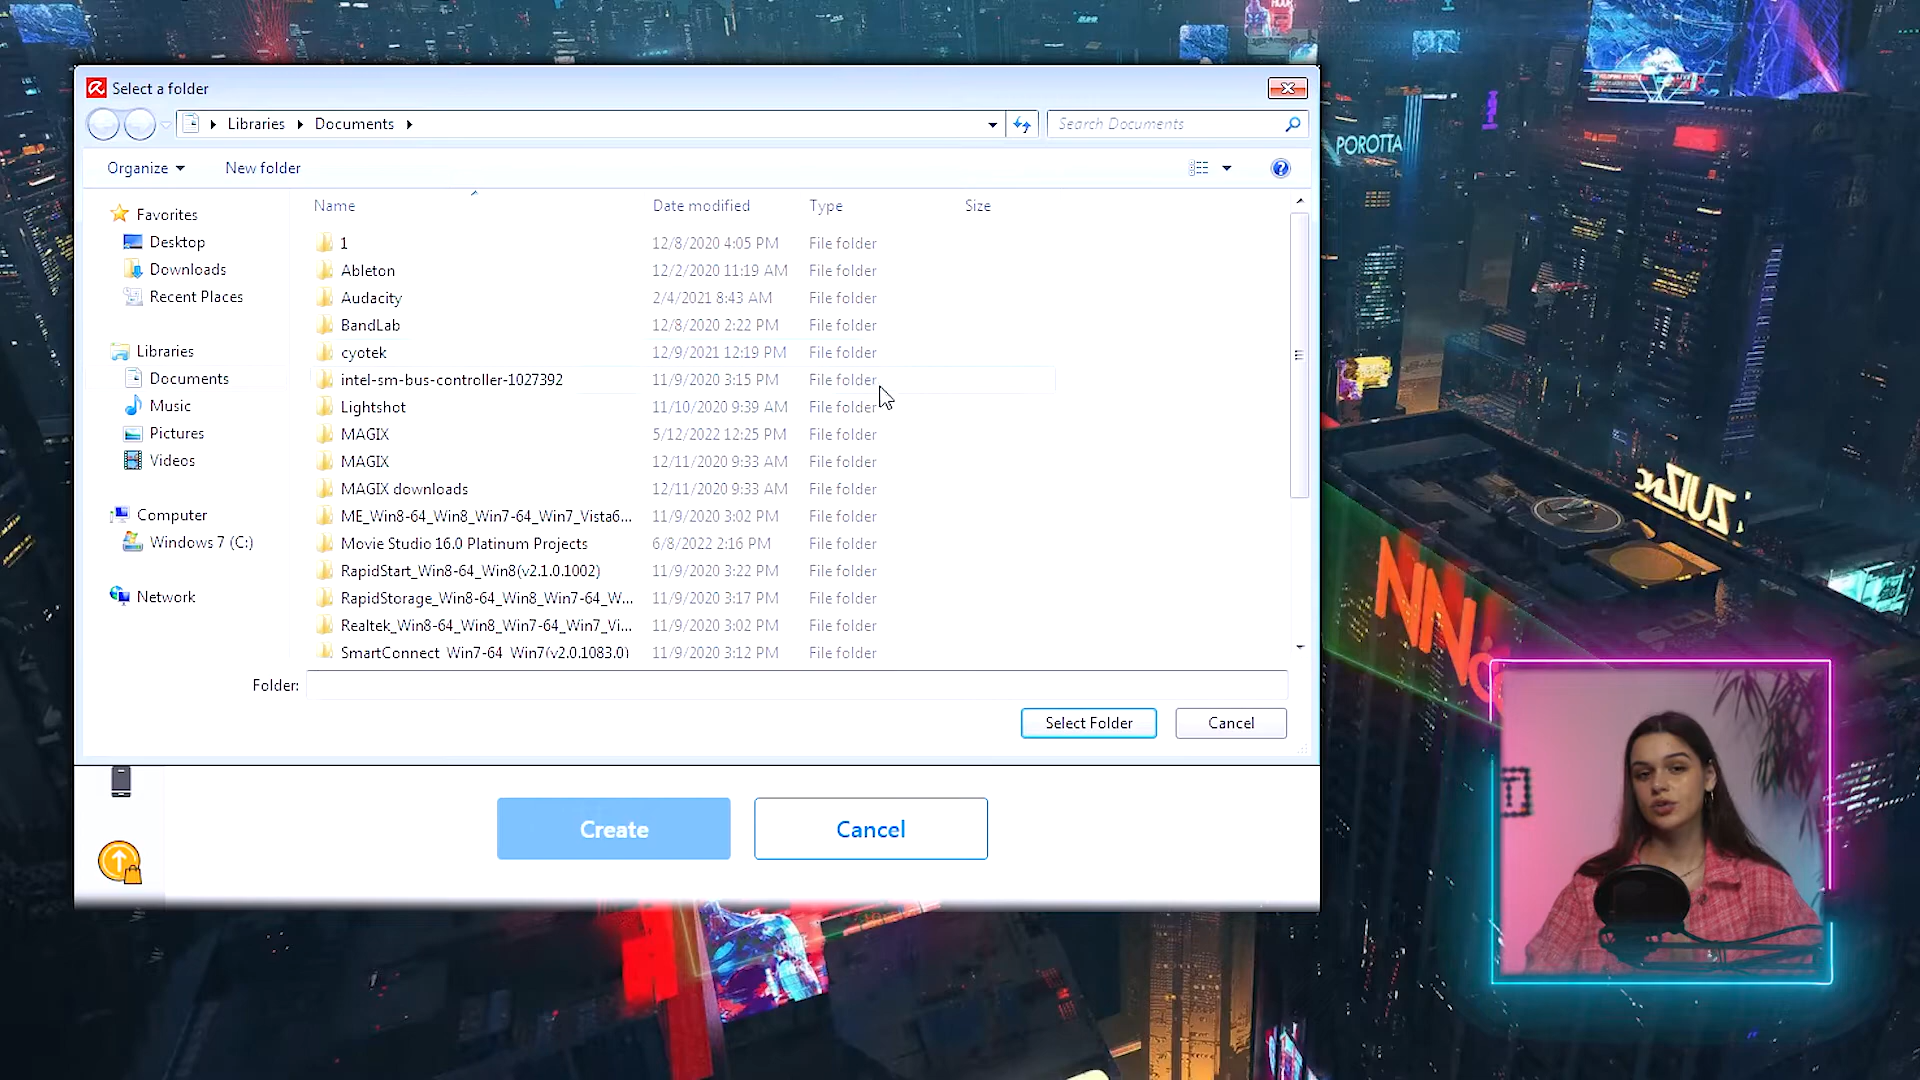 Select a folder
Libraries Documents
Search Documents
Organize New folder
Name Date modified Type Size
Favorites
Desktop
Downloads
Recent Places
Libraries
Documents
Music
Pictures
Videos
Computer
Windows 7 (C:)
Network
1 12/8/2020 4:05 PM File folder
Ableton 12/2/2020 11:19 AM File folder
Audacity 2/4/2021 8:43 AM File folder
BandLab 12/8/2020 2:22 PM File folder
cyotek 12/9/2021 12:19 PM File folder
intel-sm-bus-controller-1027392 11/9/2020 3:15 PM File folder
Lightshot 11/10/2020 9:39 AM File folder
MAGIX 5/12/2022 12:25 PM File folder
MAGIX 12/11/2020 9:33 AM File folder
MAGIX downloads 12/11/2020 9:33 AM File folder
ME_Win8-64_Win8_Win7-64_Win7_Vista6... 11/9/2020 3:02 PM File folder
Movie Studio 16.0 Platinum Projects 6/8/2022 2:16 PM File folder
RapidStart_Win8-64_Win8(v2.1.0.1002) 11/9/2020 3:22 PM File folder
RapidStorage_Win8-64_Win8_Win7-64_W... 11/9/2020 3:17 PM File folder
Realtek_Win8-64_Win8_Win7-64_Win7_Vi... 11/9/2020 3:02 PM File folder
SmartConnect_Win7-64_Win7(v2.0.1083.0) 11/9/2020 3:12 PM File folder
Folder:
Select Folder Cancel
Create Cancel
POROTTA